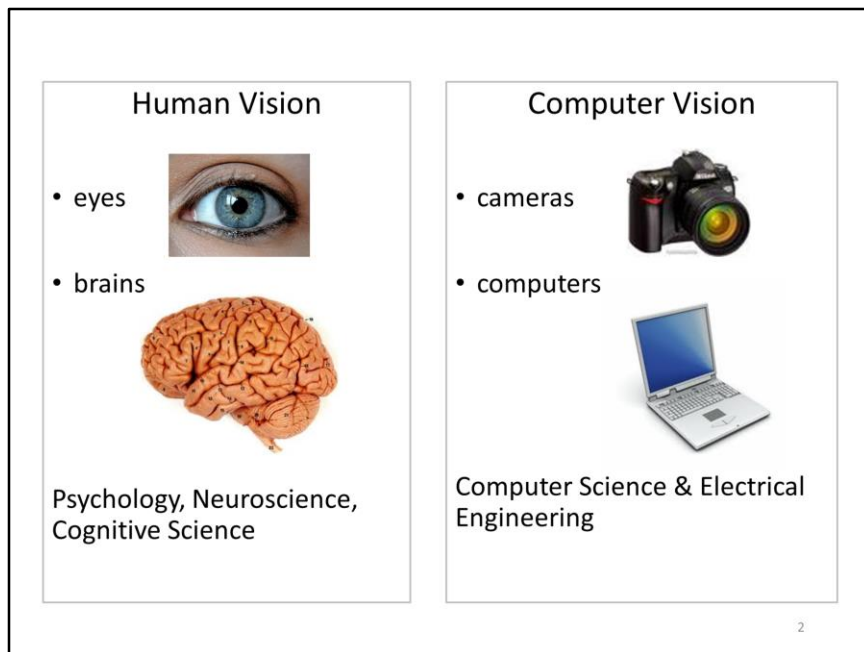 Human Vision
• eyes
• brains
Psychology, Neuroscience,
Cognitive Science
Computer Vision
• cameras
• computers
Computer Science & Electrical
Engineering
2